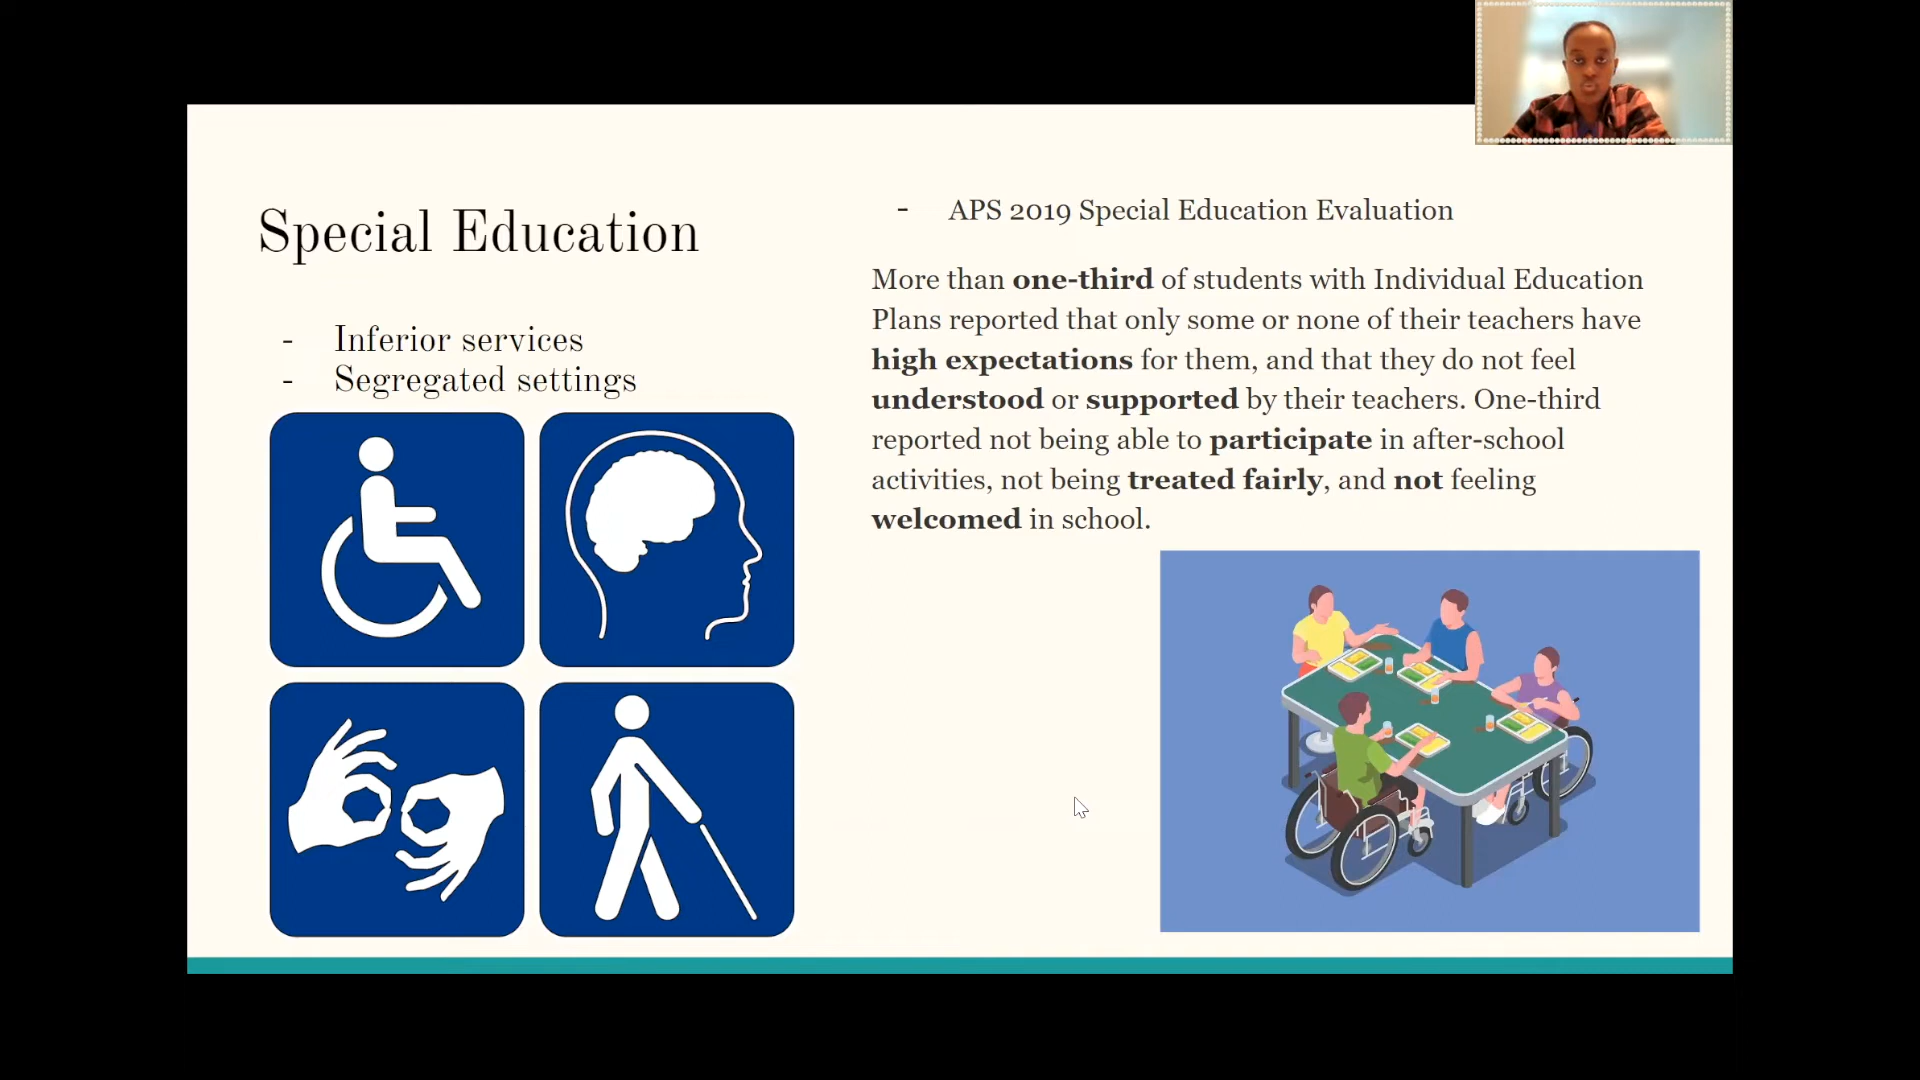 Special Education
- Inferior services
- Segregated settings
- APS 2019 Special Education Evaluation
More than one-third of students with Individual Education
Plans reported that only some or none of their teachers have
high expectations for them, and that they do not feel
understood or supported by their teachers. One-third
reported not being able to participate in after-school
activities, not being treated fairly, and not feeling
welcomed in school.